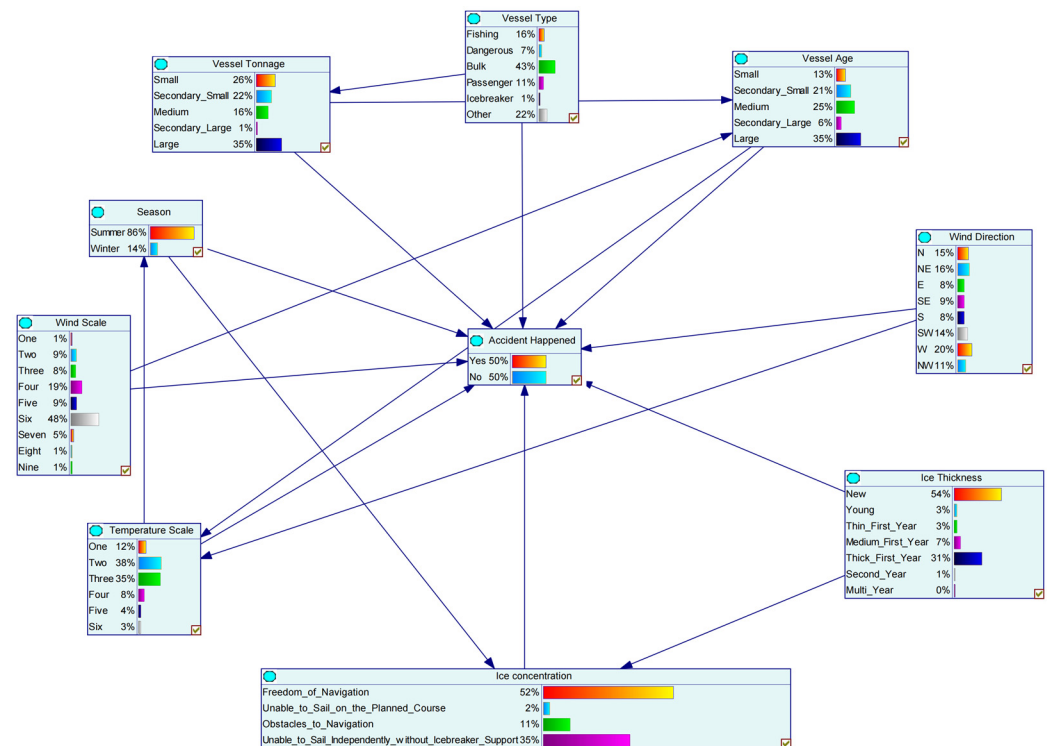 Vessel Type
Fishing 16%
Dangerous 7%
Bulk 43%
Passenger 11%
Icebreaker 1%
Other 22%
Vessel Tonnage
Small 26%
Secondary_Small 22%
Medium 16%
Secondary_Large 1%
Large 35%
Vessel Age
Small 13%
Secondary_Small 21%
Medium 25%
Secondary_Large 6%
Large 35%
Season
Summer 86%
Winter 14%
Wind Direction
N 15%
NE 16%
E 8%
SE 9%
S 8%
SW 14%
W 20%
NW 11%
Wind Scale
One 1%
Two 9%
Three 8%
Four 19%
Five 9%
Six 48%
Seven 5%
Eight 1%
Nine 1%
Accident Happened
Yes 50%
No 50%
Ice Thickness
New 54%
Young 3%
Thin_First_Year 3%
Medium_First_Year 7%
Thick_First_Year 31%
Second_Year 1%
Multi_Year 0%
Temperature Scale
One 12%
Two 38%
Three 35%
Four 8%
Five 4%
Six 3%
Ice concentration
Freedom_of_Navigation 52%
Unable_to_Sail_on_the_Planned_Course 2%
Obstacles_to_Navigation 11%
Unable_to_Sail_Independently_without_Icebreaker_Support 35%